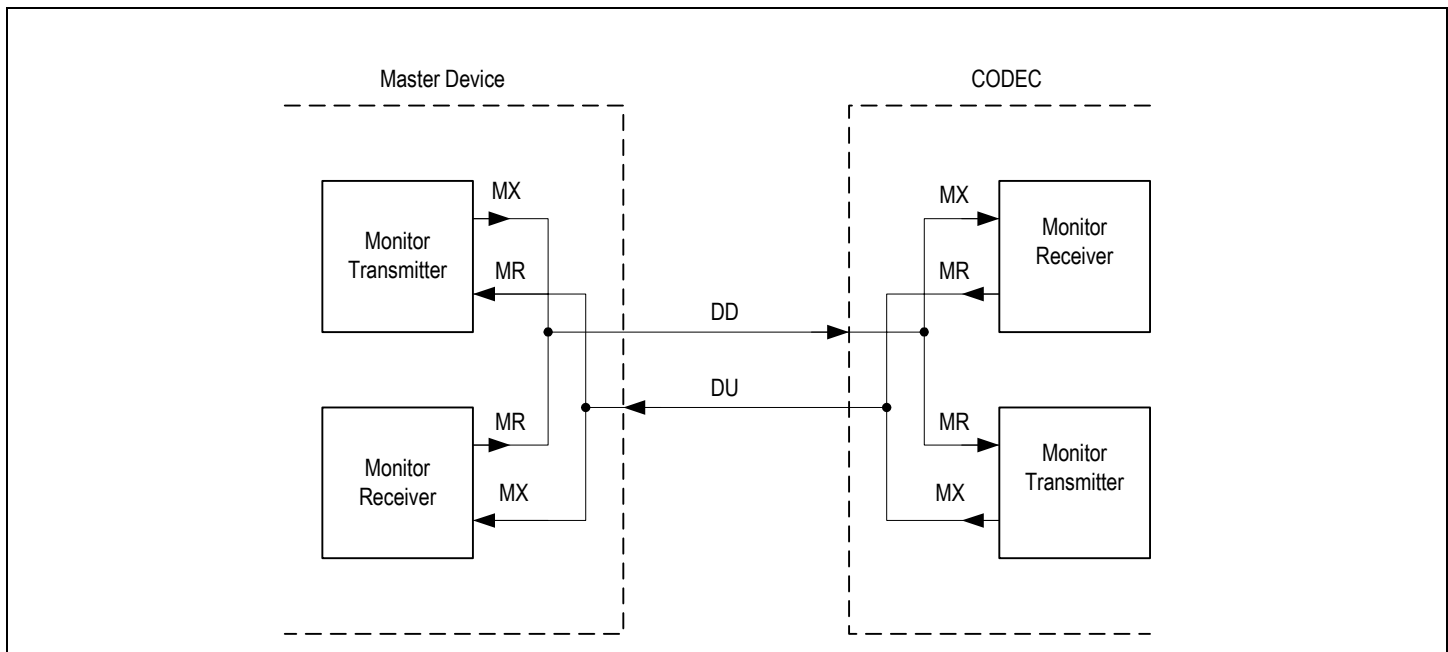 Master Device
CODEC
MX
Monitor
Transmitter
MR
MX
Monitor
Receiver
MR
DD
DU
MR
Monitor
Receiver
MX
MR
Monitor
Transmitter
MX